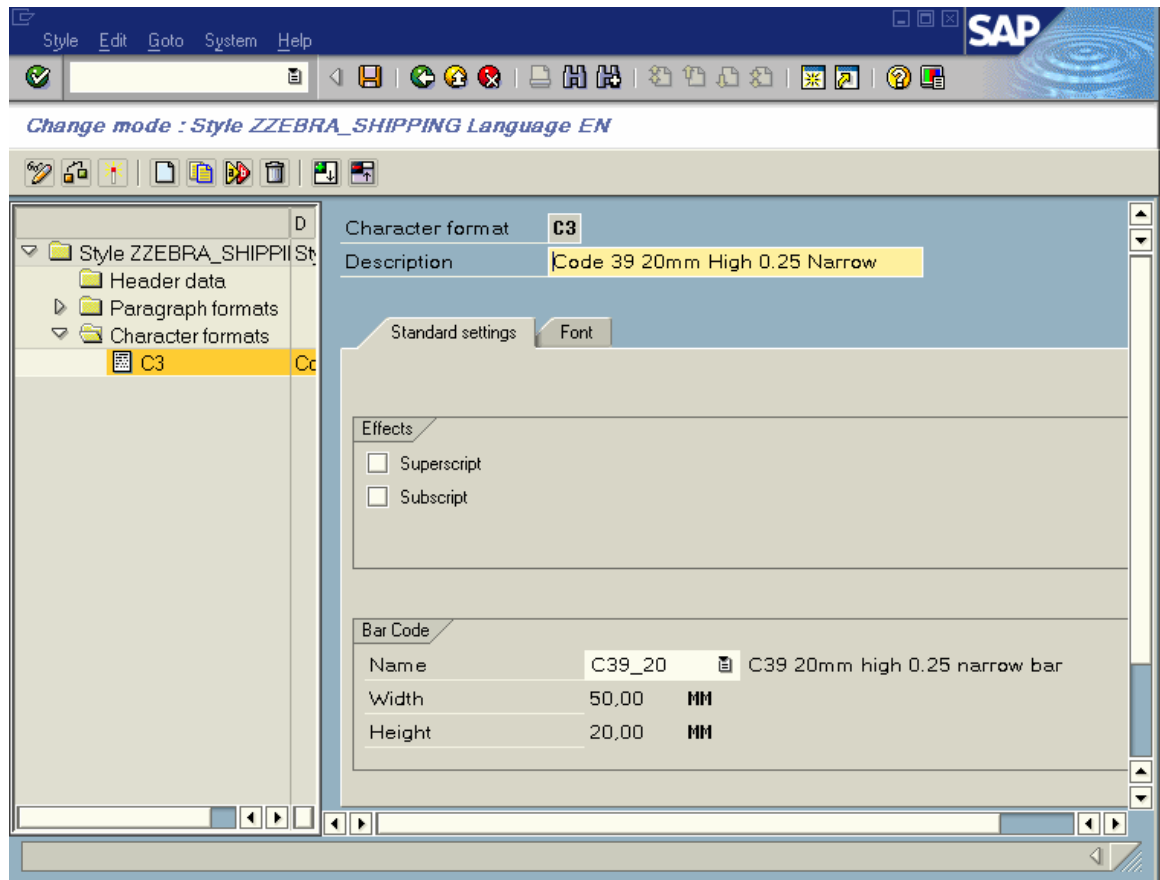 Style Edit Goto System Help
SAP
Change mode : Style ZZEBRA_SHIPPING Language EN
D
Style ZZEBRA_SHIPPI St
Header data
Paragraph formats
Character formats
C3 Co
Character format C3
Description Code 39 20mm High 0.25 Narrow
Standard settings Font
Effects
Superscript
Subscript
Bar Code
Name C39_20 C39 20mm high 0.25 narrow bar
Width 50,00 MM
Height 20,00 MM